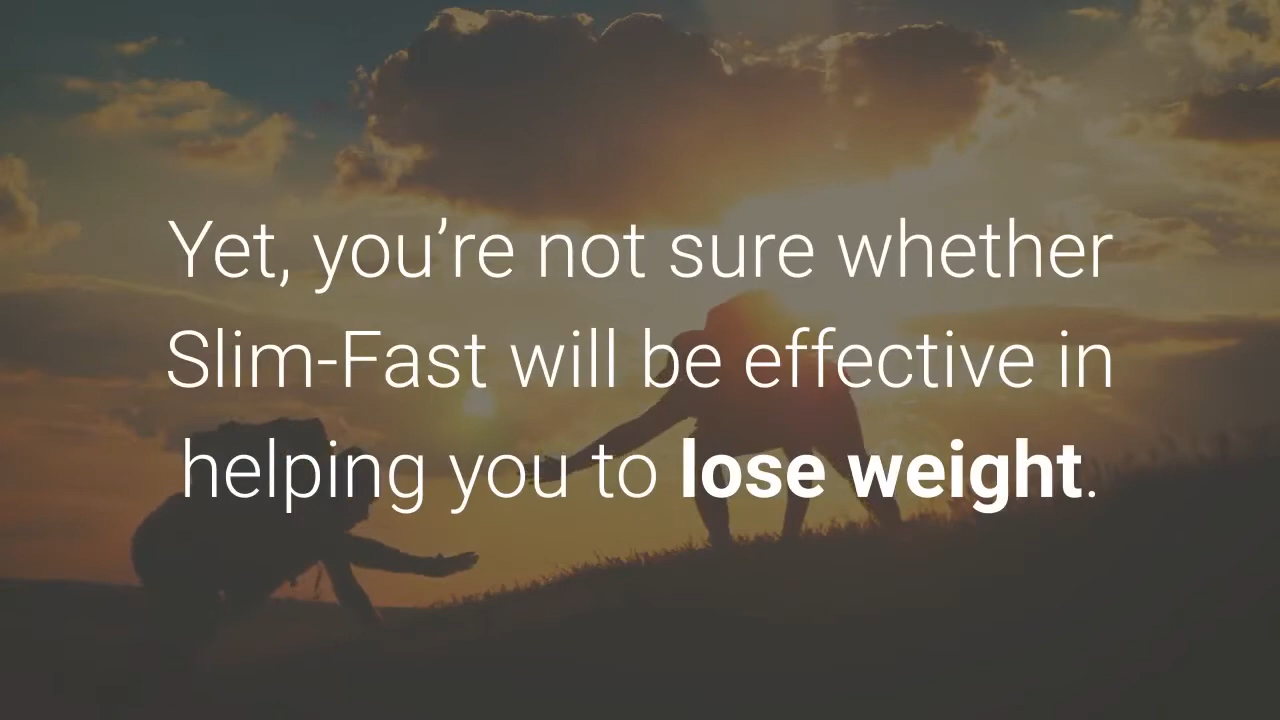 Yet, you’re not sure whether
Slim-Fast will be effective in
helping you to lose weight.